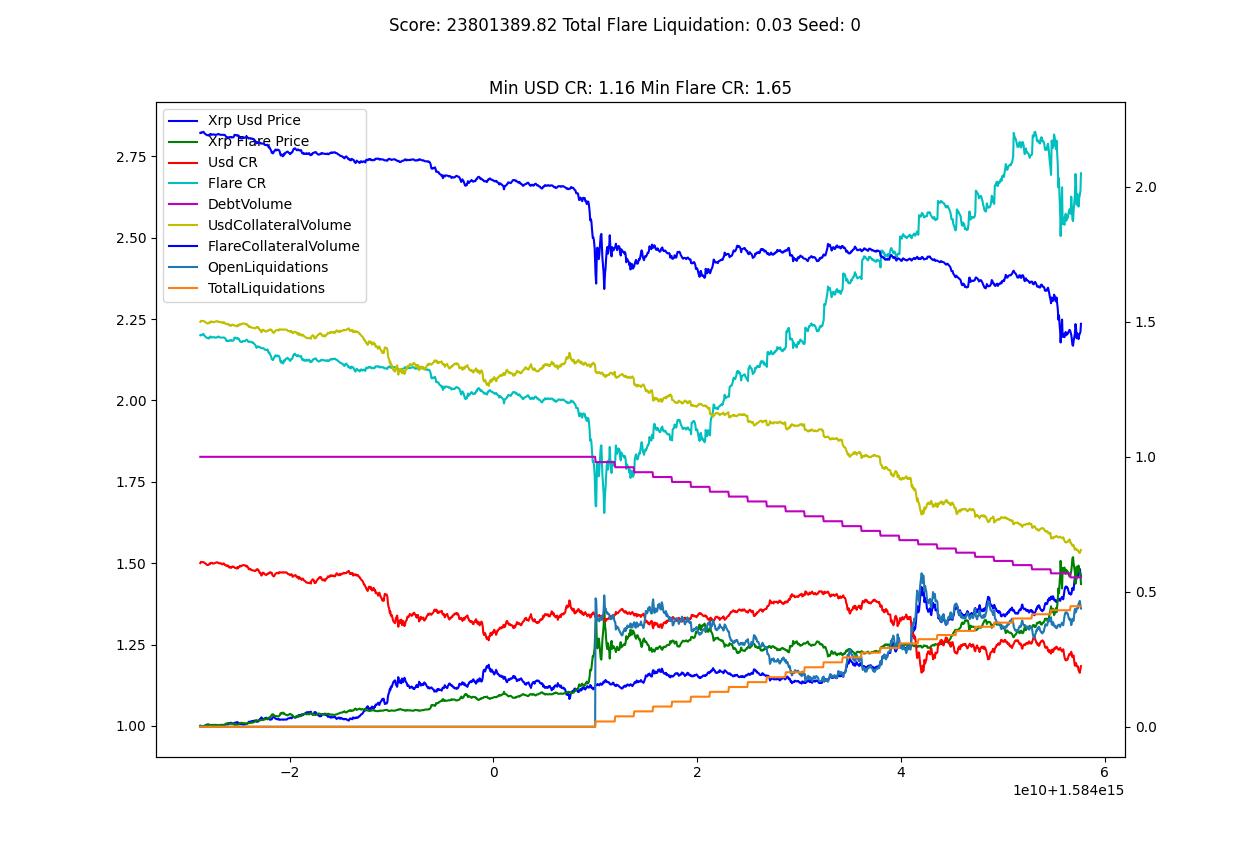 Score: 23801389.82 Total Flare Liquidation: 0.03 Seed: 0
Min USD CR: 1.16 Min Flare CR: 1.65
Xrp Usd Price
Xrp Flare Price
Usd CR
Flare CR
DebtVolume
UsdCollateralVolume
FlareCollateralVolume
OpenLiquidations
TotalLiquidations
2.75
2.50
2.25
2.00
1.75
1.50
1.25
1.00
2.0
1.5
1.0
0.5
0.0
−2
0
2
4
6
1e10+1.584e15